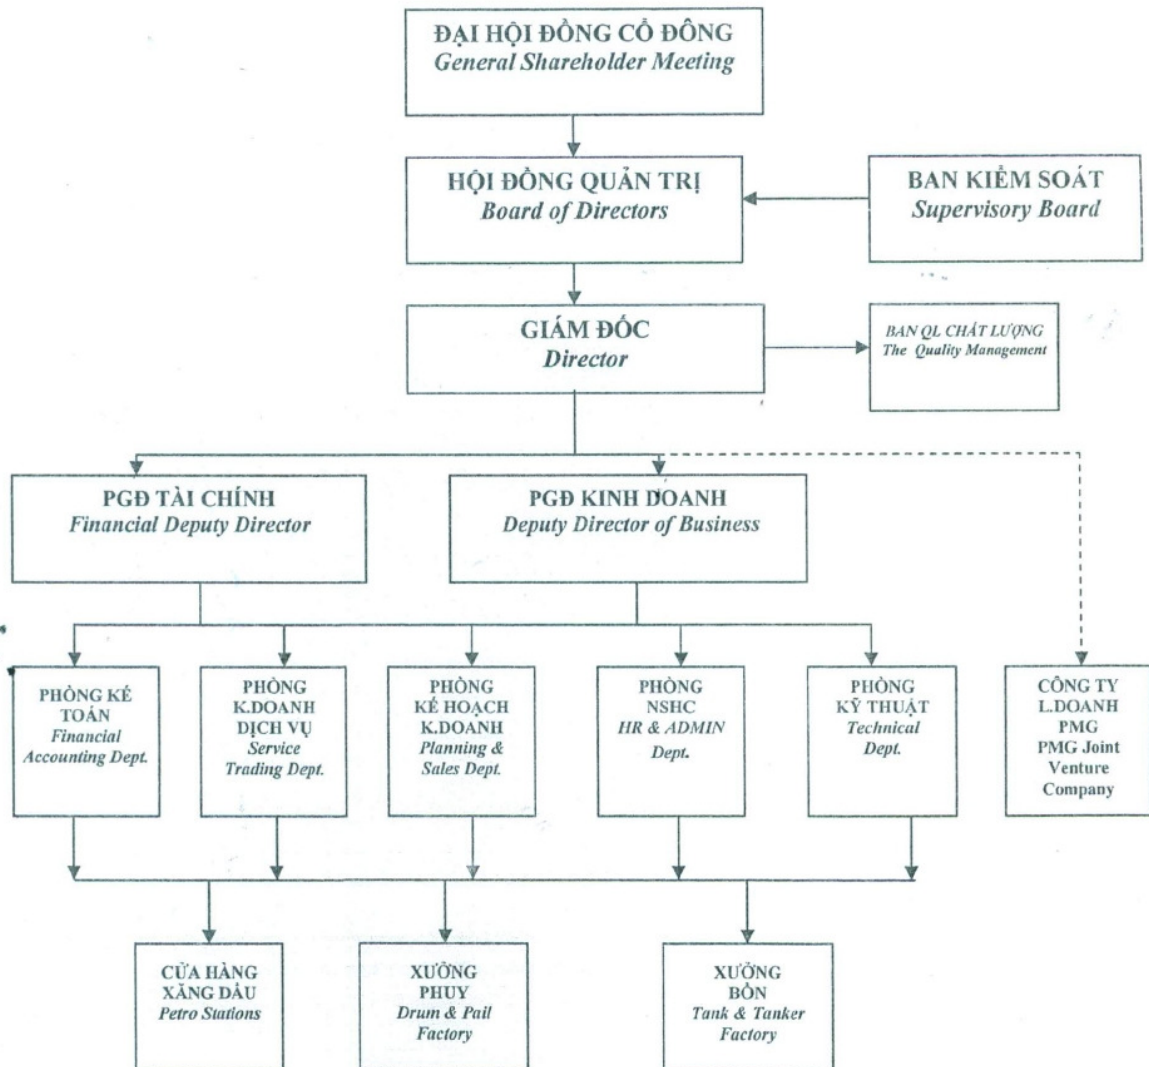 ĐẠI HỘI ĐỒNG CỔ ĐÔNG
General Shareholder Meeting
HỘI ĐỒNG QUẢN TRỊ
Board of Directors
BAN KIỂM SOÁT
Supervisory Board
GIÁM ĐỐC
Director
BAN QL CHẤT LƯỢNG
The Quality Management
PGĐ TÀI CHÍNH
Financial Deputy Director
PGĐ KINH DOANH
Deputy Director of Business
PHÒNG KẾ
TOÁN
Financial
Accounting Dept.
PHÒNG
K.DOANH
DỊCH VỤ
Service
Trading Dept.
PHÒNG
KẾ HOẠCH
K.DOANH
Planning &
Sales Dept.
PHÒNG
NSHC
HR & ADMIN
Dept.
PHÒNG
KỸ THUẬT
Technical
Dept.
CÔNG TY
L.DOANH
PMG
PMG Joint
Venture
Company
CỬA HÀNG
XĂNG DẦU
Petro Stations
XƯỞNG
PHUY
Drum & Pail
Factory
XƯỞNG
BỒN
Tank & Tanker
Factory